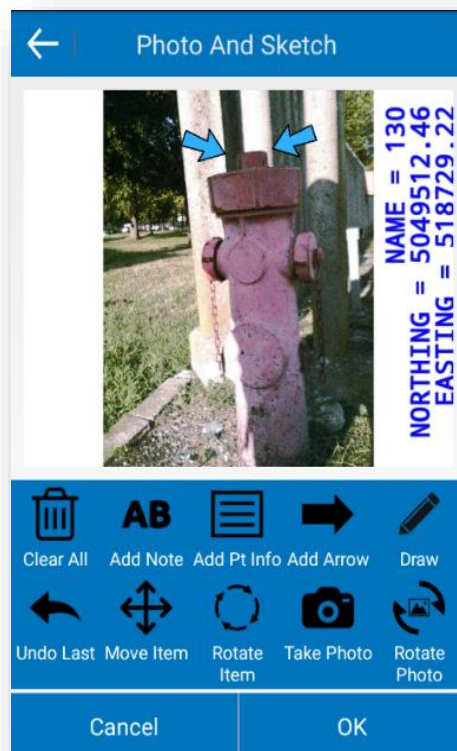 Photo And Sketch
NAME = 130
NORTHING = 5049512.46
EASTING = 518729.22
Clear All
AB
Add Note
Add Pt Info
Add Arrow
Draw
Undo Last
Move Item
Rotate
Item
Take Photo
Rotate
Photo
Cancel
OK